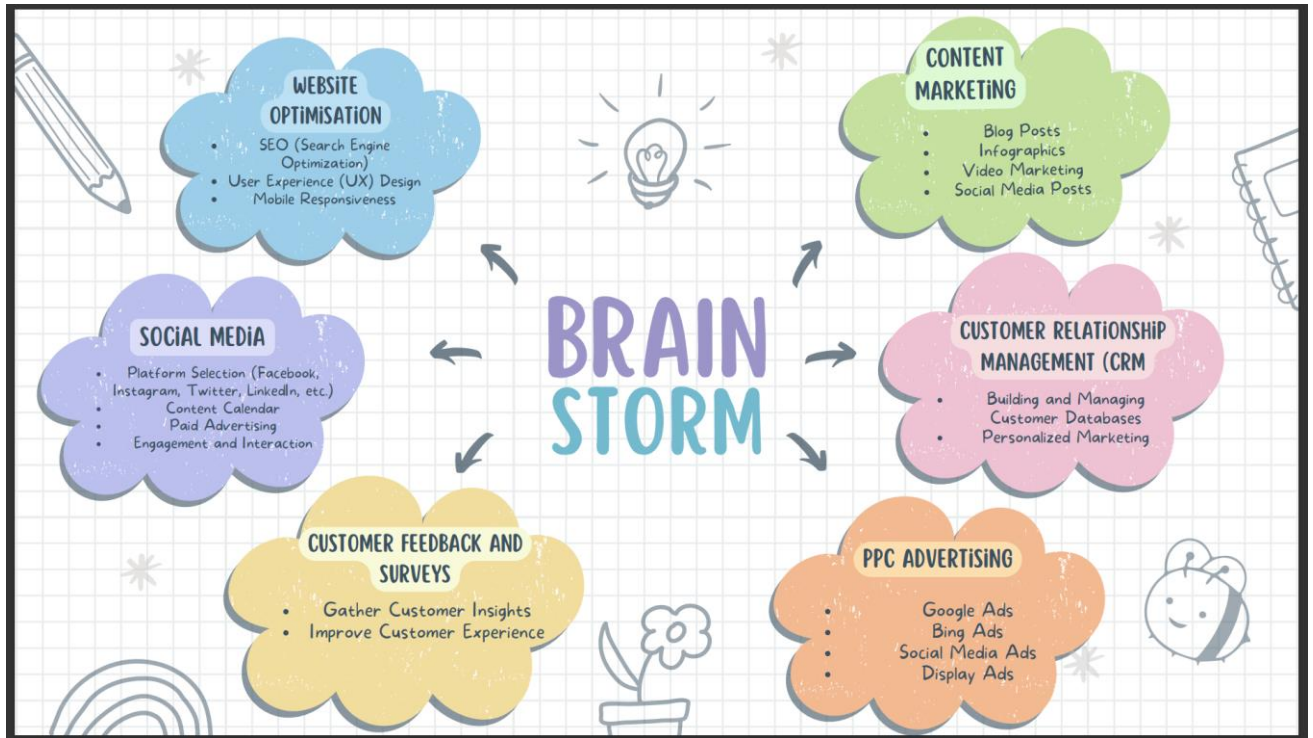 WEBSITE
OPTIMISATION
• SEO (Search Engine
Optimization)
• User Experience (UX) Design
• Mobile Responsiveness
CONTENT
MARKETING
• Blog Posts
• Infographics
• Video Marketing
• Social Media Posts
SOCIAL MEDIA
• Platform Selection (Facebook,
Instagram, Twitter, LinkedIn, etc.)
• Content Calendar
• Paid Advertising
• Engagement and Interaction
BRAIN
STORM
CUSTOMER RELATIONSHIP
MANAGEMENT (CRM
• Building and Managing
Customer Databases
• Personalized Marketing
CUSTOMER FEEDBACK AND
SURVEYS
• Gather Customer Insights
• Improve Customer Experience
PPC ADVERTISING
• Google Ads
• Bing Ads
• Social Media Ads
• Display Ads